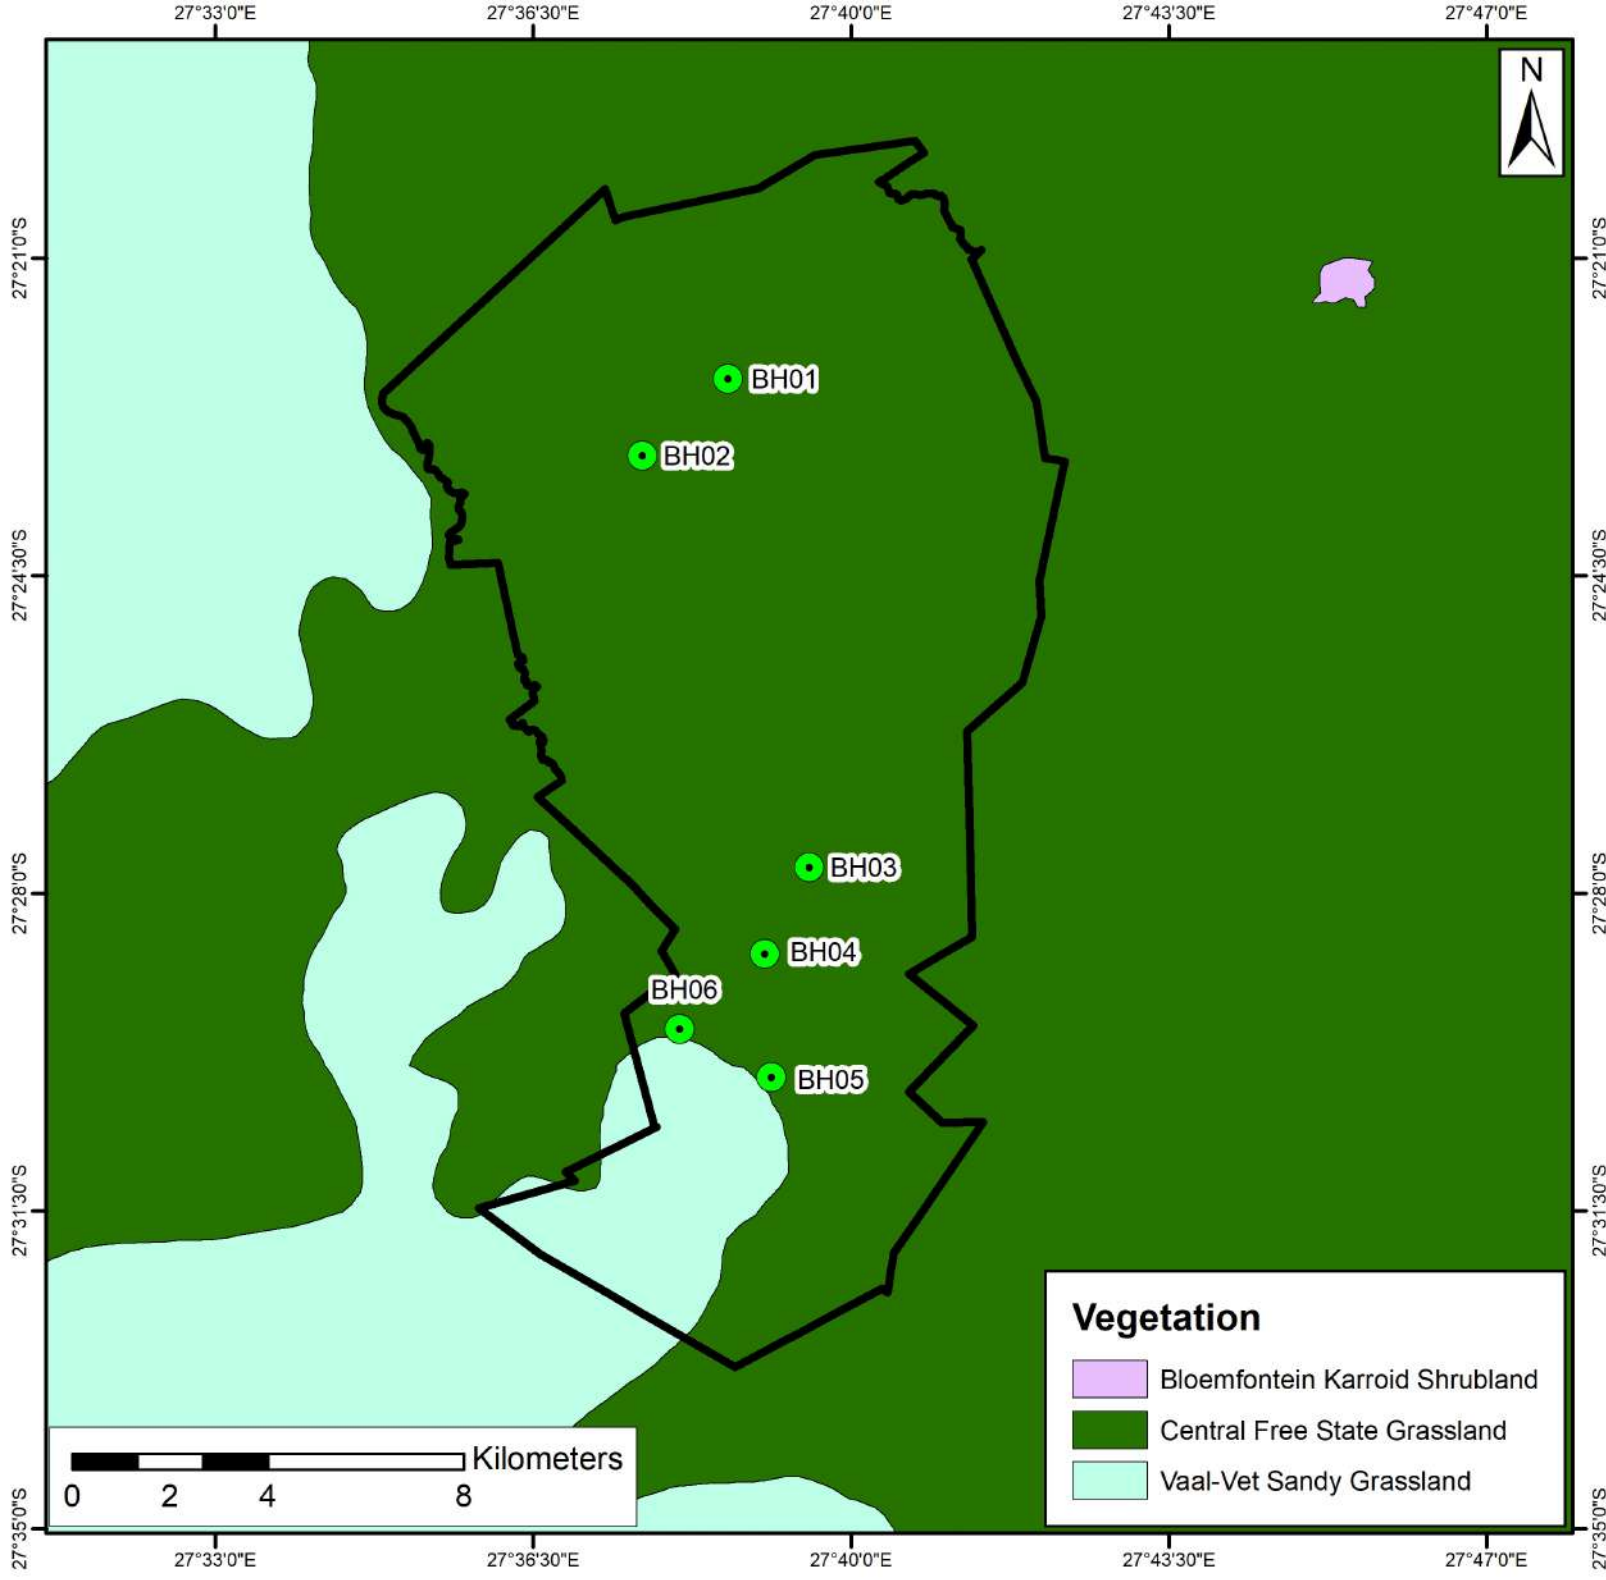 27°33'0"E 27°36'30"E 27°40'0"E 27°43'30"E 27°47'0"E
N
27°21'0"S 27°21'0"S
BH01
BH02
27°24'30"S 27°24'30"S
BH03
27°28'0"S 27°28'0"S
BH04
BH06
BH05
27°31'30"S 27°31'30"S
Vegetation
Bloemfontein Karroid Shrubland
Central Free State Grassland
Vaal-Vet Sandy Grassland
Kilometers
0 2 4 8
27°35'0"S 27°35'0"S
27°33'0"E 27°36'30"E 27°40'0"E 27°43'30"E 27°47'0"E